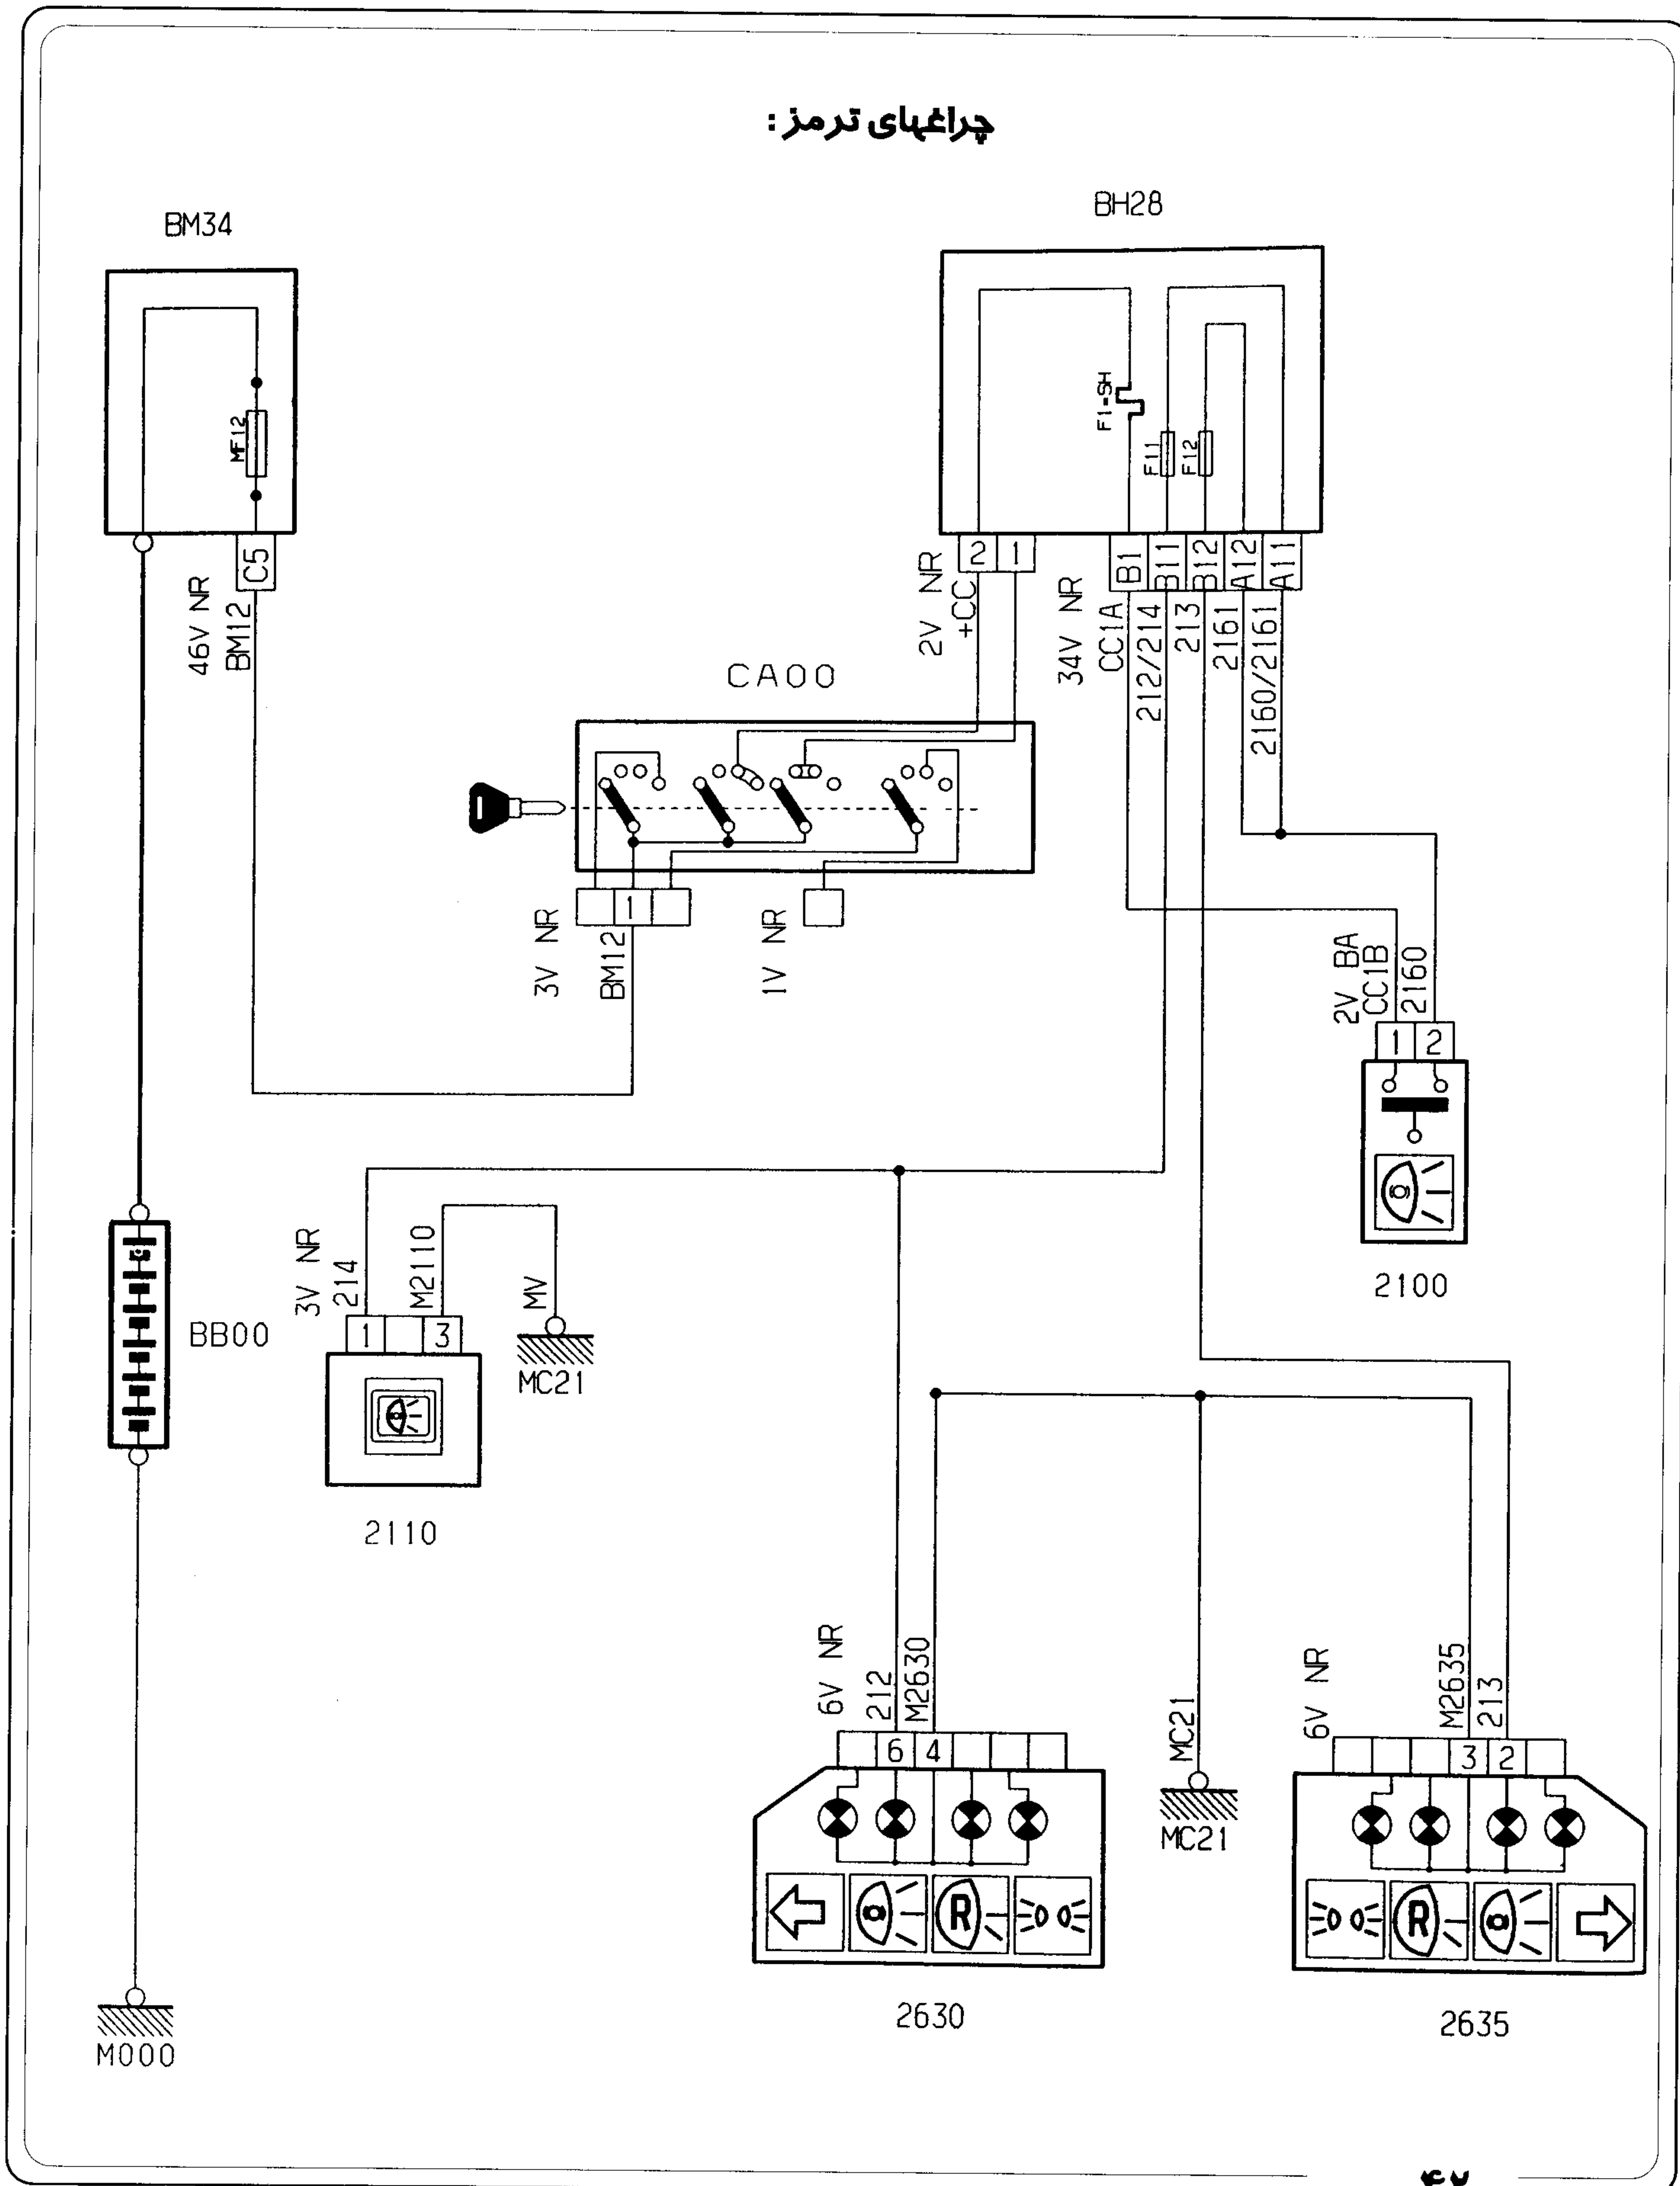 چراغهای ترمز :
BM34
BH28
MF12
F1=SH
F11
F12
C5
2
1
B1
B11
B12
A12
A11
46V NR
BM12
2V NR
+CC
34V NR
CC1A
212/214
213
2161
2160/2161
CA00
1
3V NR
BM12
1V NR
2V BA
CC1B
2160
1
2
2100
3V NR
214
M2110
MV
1
3
MC21
BB00
2110
6V NR
212
M2630
6
4
MC21
MC21
6V NR
M2635
213
3
2
R
R
2630
2635
M000